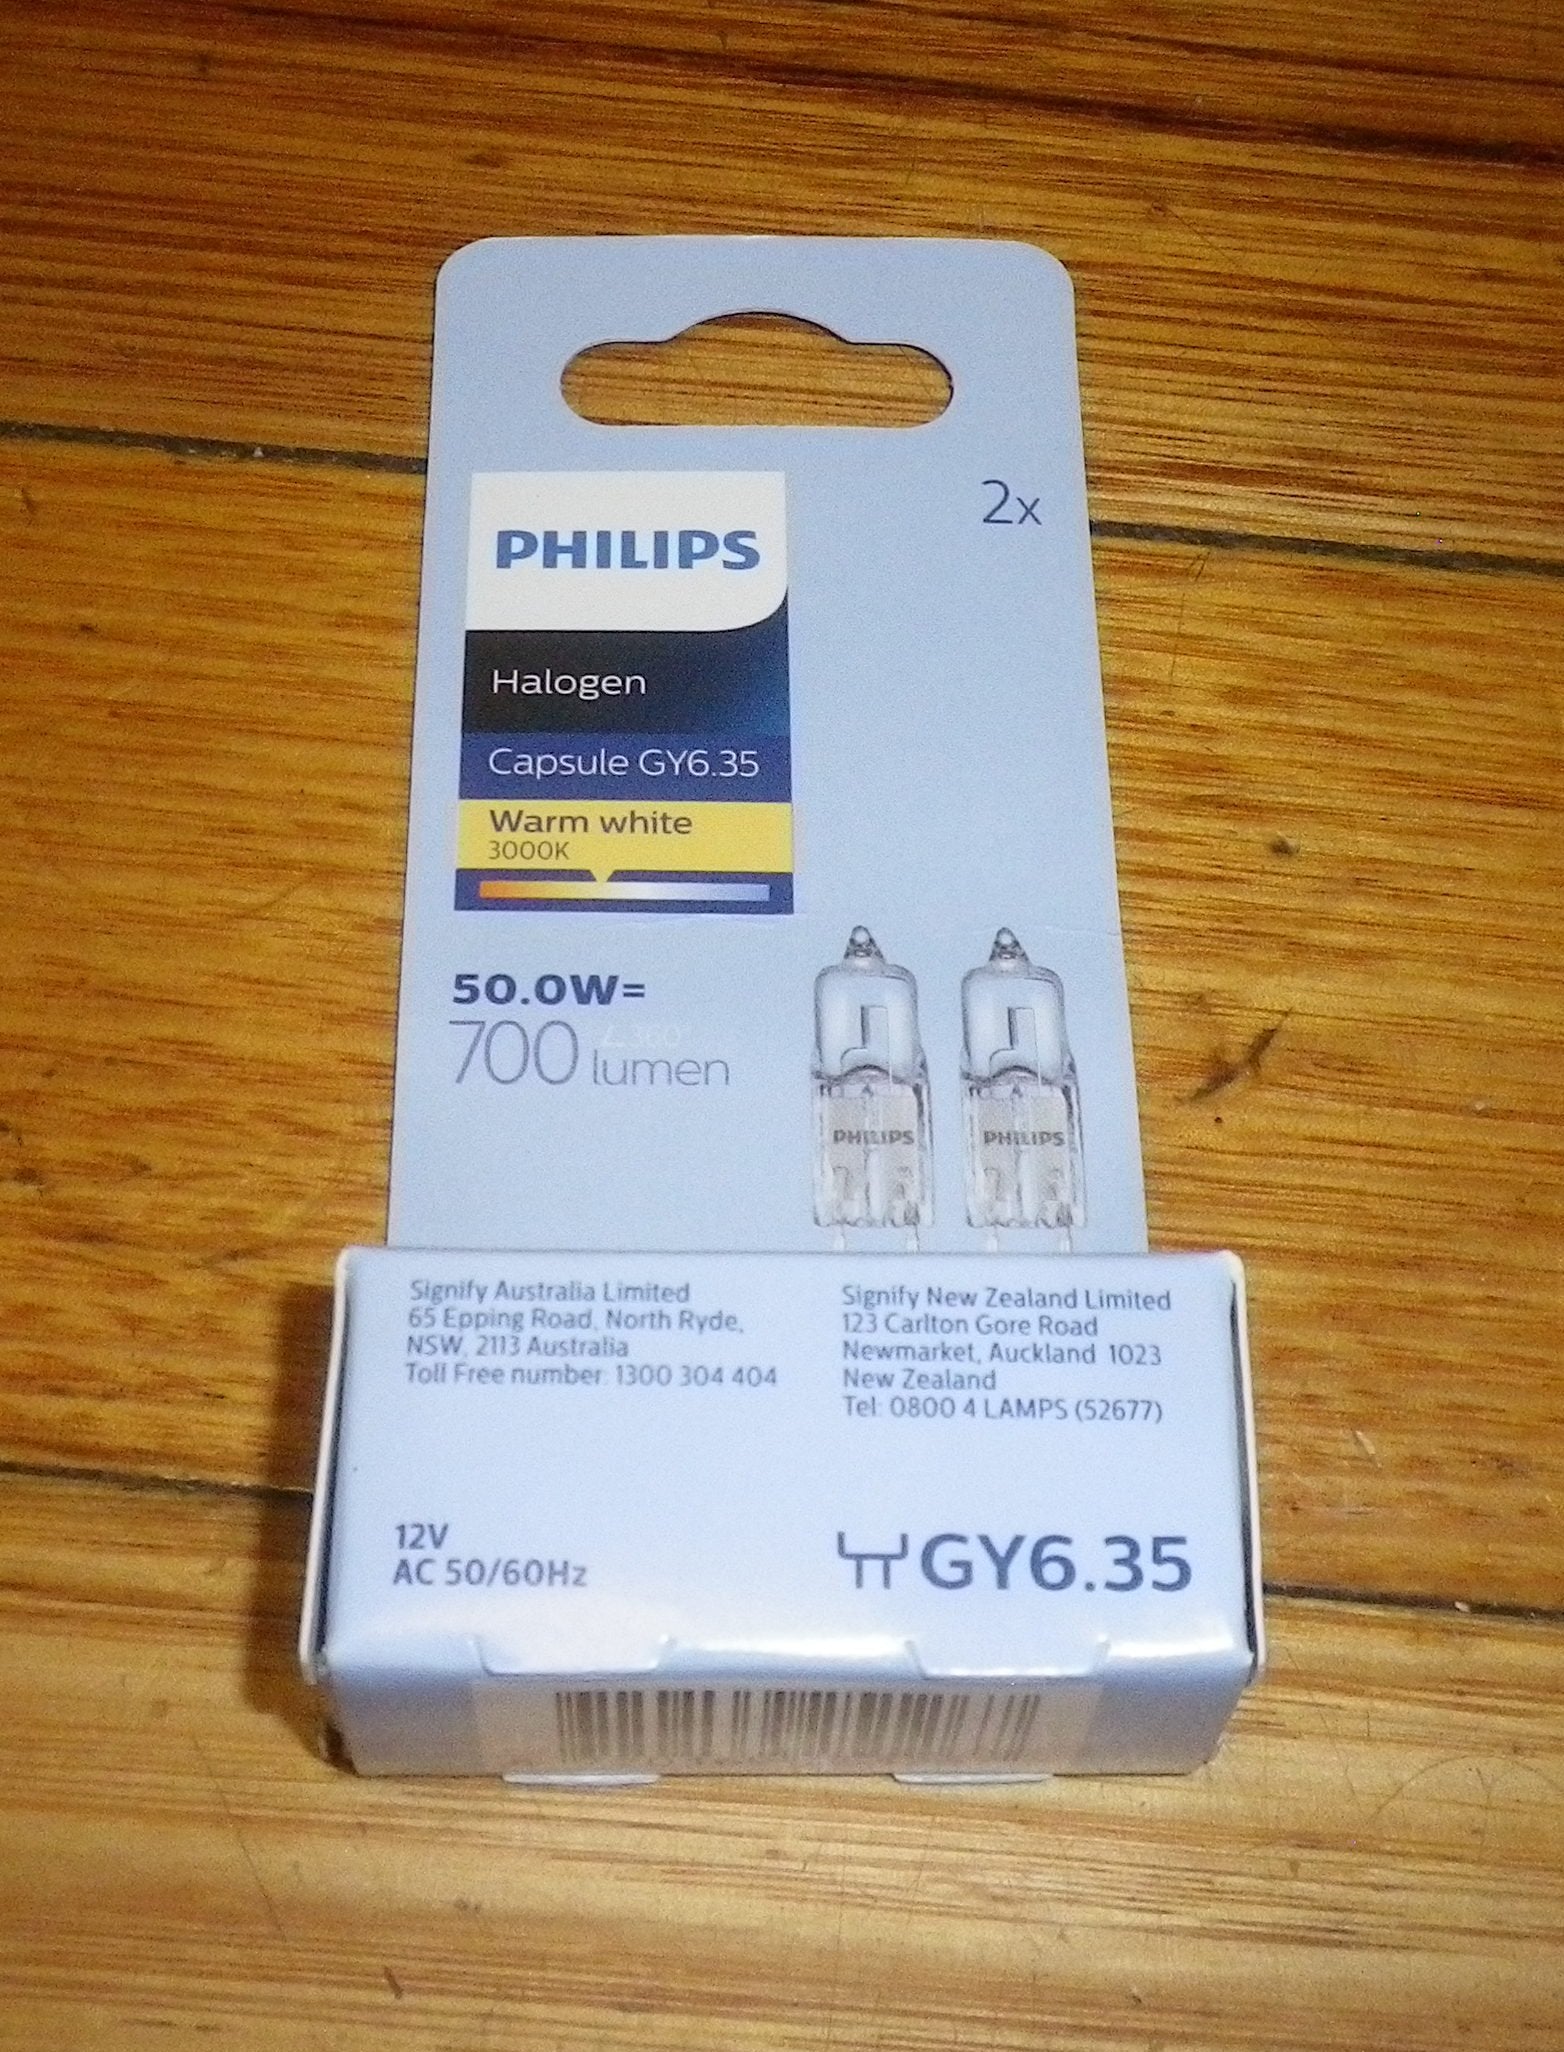 2x
PHILIPS
Halogen
Capsule GY6.35
Warm white
3000K
50.0W=
700 lumen
∠360°
PHILIPS PHILIPS
Signify Australia Limited
65 Epping Road, North Ryde,
NSW, 2113 Australia
Toll Free number: 1300 304 404
Signify New Zealand Limited
123 Carlton Gore Road
Newmarket, Auckland 1023
New Zealand
Tel: 0800 4 LAMPS (52677)
12V
AC 50/60Hz
GY6.35